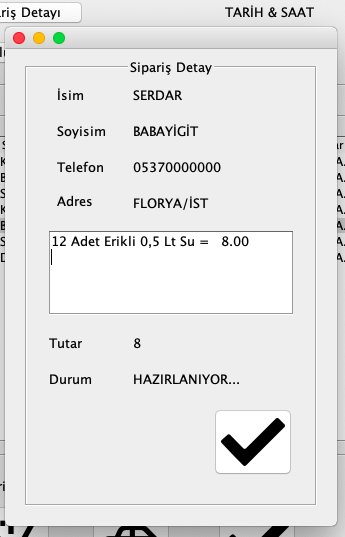 riş Detayı
TARİH & SAAT
Sipariş Detay
İsim SERDAR
Soyisim BABAYİGİT
Telefon 05370000000
Adres FLORYA/İST
12 Adet Erikli 0,5 Lt Su = 8.00
Tutar 8
Durum HAZIRLANIYOR...